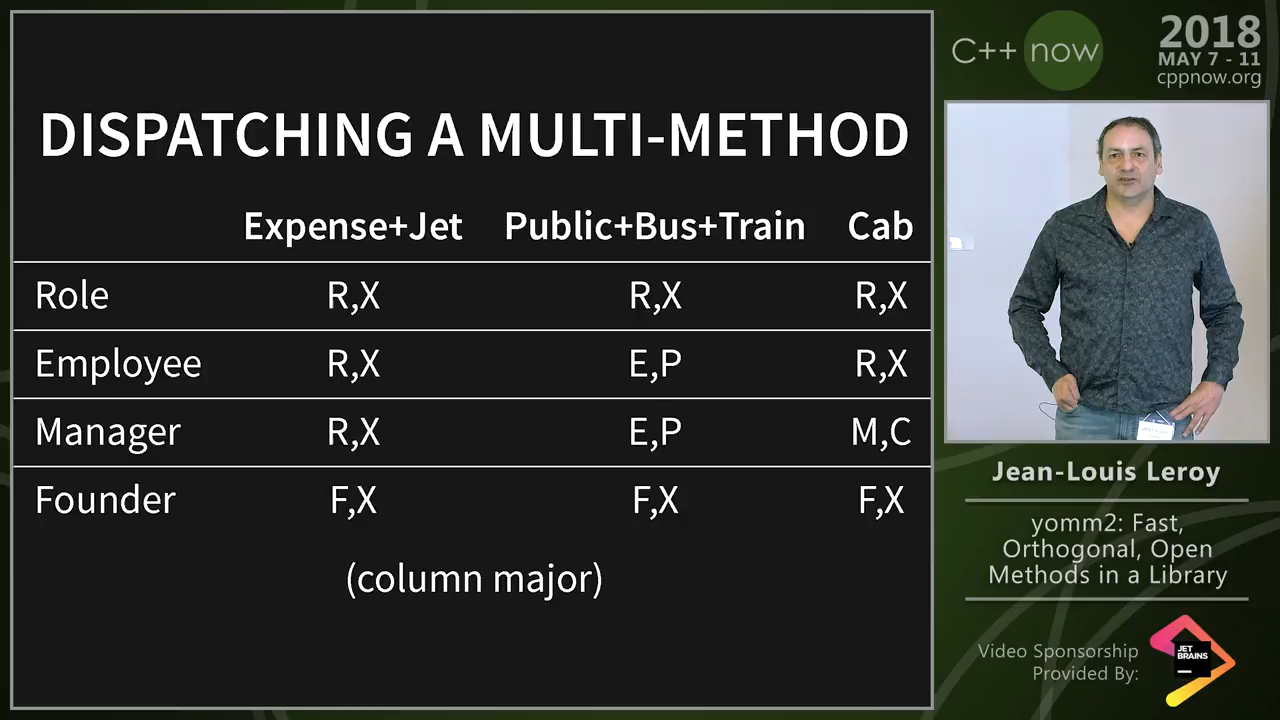 DISPATCHING A MULTI-METHOD
Expense+Jet Public+Bus+Train Cab
Role R,X R,X R,X
Employee R,X E,P R,X
Manager R,X E,P M,C
Founder F,X F,X F,X
(column major)
C++ now
2018
MAY 7 - 11
cppnow.org
Jean-Louis Leroy
yomm2: Fast,
Orthogonal, Open
Methods in a Library
Video Sponsorship
Provided By:
JET
BRAINS